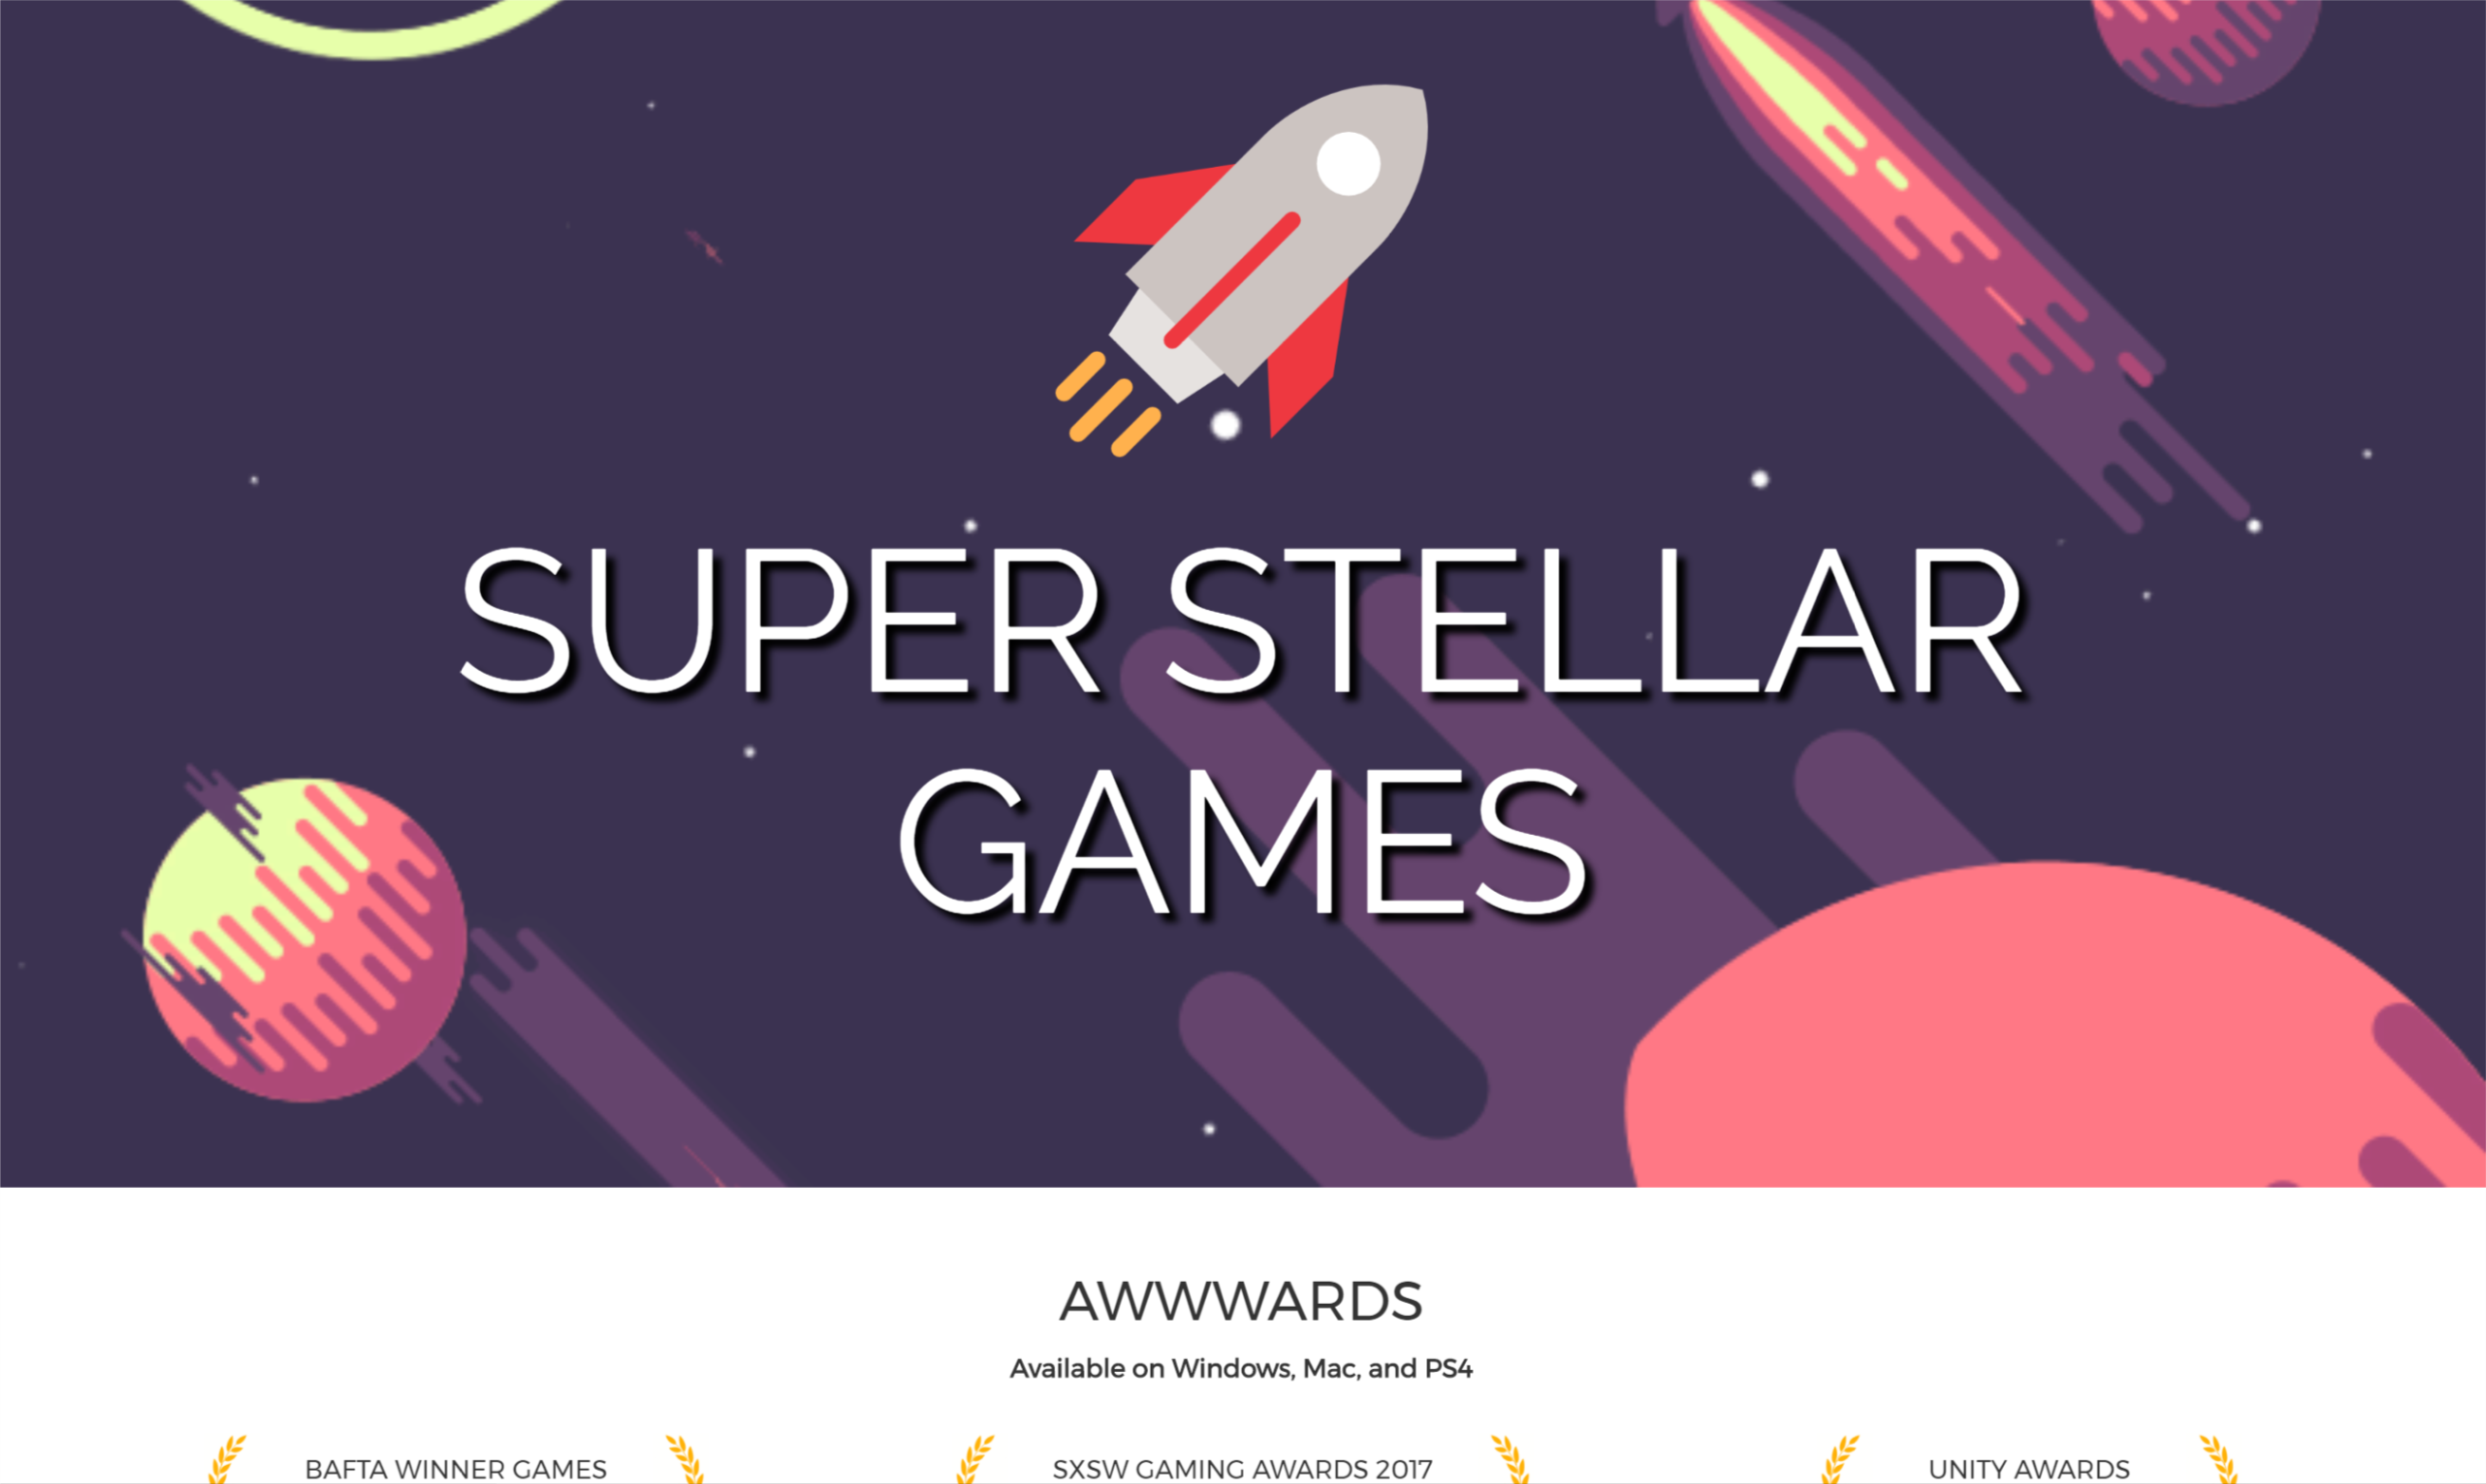 SUPER STELLAR
GAMES
AWWWARDS
Available on Windows, Mac, and PS4
BAFTA WINNER GAMES
SXSW GAMING AWARDS 2017
UNITY AWARDS